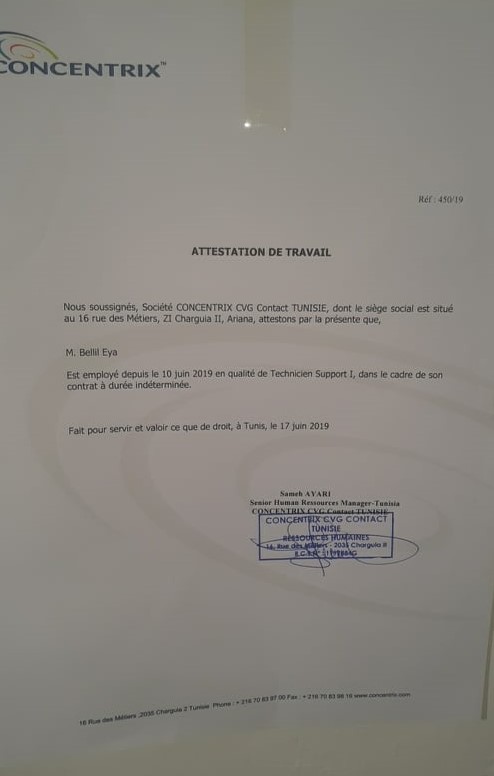 CONCENTRIX™
Réf : 450/19
ATTESTATION DE TRAVAIL
Nous soussignés, Société CONCENTRIX CVG Contact TUNISIE, dont le siège social est situé
au 16 rue des Métiers, ZI Charguia II, Ariana, attestons par la présente que,
M. Bellil Eya
Est employé depuis le 10 juin 2019 en qualité de Technicien Support I, dans le cadre de son
contrat à durée indéterminée.
Fait pour servir et valoir ce que de droit, à Tunis, le 17 juin 2019
Sameh AYARI
Senior Human Ressources Manager-Tunisia
CONCENTRIX CVG Contact TUNISIE
CONCENTRIX CVG CONTACT
TUNISIE
RESSOURCES HUMAINES
16, Rue des Métiers - 2035 Charguia II
16 Rue des Métiers ,2035 Charguia 2 Tunisie Phone : + 216 70 83 97 00 Fax : + 216 70 83 98 16 www.concentrix.com